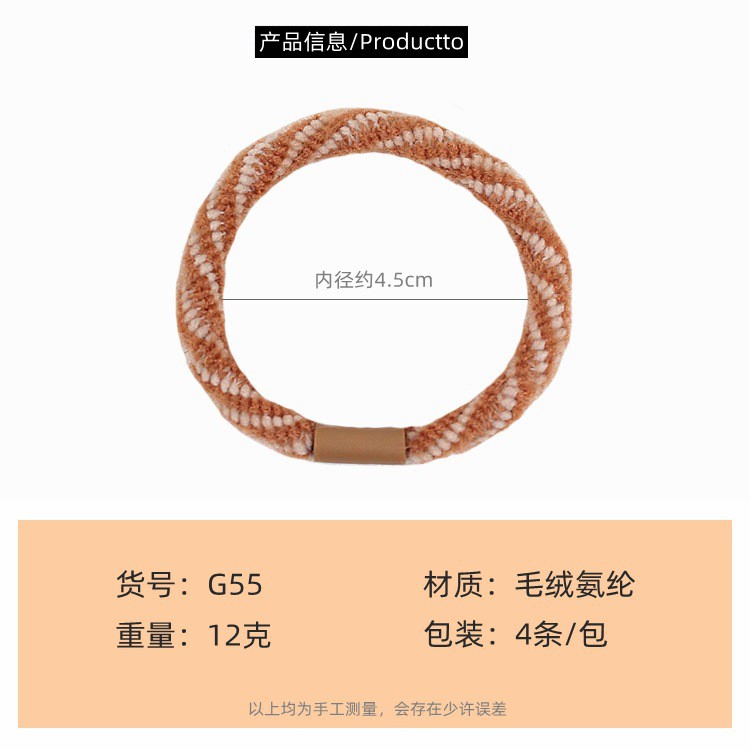 产品信息/Productto
内径约4.5cm
货号：G55
材质：毛绒氨纶
重量：12克
包装：4条/包
以上均为手工测量，会存在少许误差